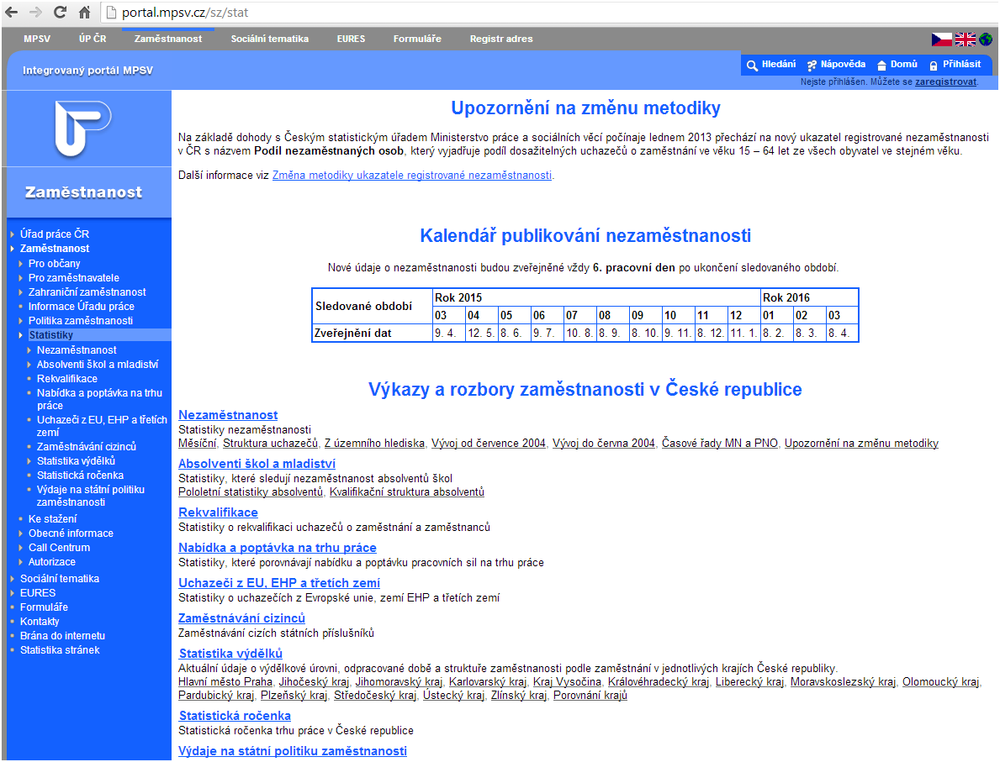 portal.mpsv.cz/sz/stat
MPSV ÚP ČR Zaměstnanost Sociální tematika EURES Formuláře Registr adres
Integrovaný portál MPSV
Hledání Nápověda Domů Přihlásit
Nejste přihlášen. Můžete se zaregistrovat.
Zaměstnanost
Úřad práce ČR
Zaměstnanost
Pro občany
Pro zaměstnavatele
Zahraniční zaměstnanost
Informace Úřadu práce
Politika zaměstnanosti
Statistiky
Nezaměstnanost
Absolventi škol a mladiství
Rekvalifikace
Nabídka a poptávka na trhu
práce
Uchazeči z EU, EHP a třetích
zemí
Zaměstnávání cizinců
Statistika výdělků
Statistická ročenka
Výdaje na státní politiku
zaměstnanosti
Ke stažení
Obecné informace
Call Centrum
Autorizace
Sociální tematika
EURES
Formuláře
Kontakty
Brána do internetu
Statistika stránek
Upozornění na změnu metodiky
Na základě dohody s Českým statistickým úřadem Ministerstvo práce a sociálních věcí počínaje lednem 2013 přechází na nový ukazatel registrované nezaměstnanosti
v ČR s názvem Podíl nezaměstnaných osob, který vyjadřuje podíl dosažitelných uchazečů o zaměstnání ve věku 15 – 64 let ze všech obyvatel ve stejném věku.
Další informace viz Změna metodiky ukazatele registrované nezaměstnanosti.
Kalendář publikování nezaměstnanosti
Nové údaje o nezaměstnanosti budou zveřejněné vždy 6. pracovní den po ukončení sledovaného období.
Sledované období Rok 2015 Rok 2016
03 04 05 06 07 08 09 10 11 12 01 02 03
Zveřejnění dat 9. 4. 12. 5. 8. 6. 9. 7. 10. 8. 8. 9. 8. 10. 9. 11. 8. 12. 11. 1. 8. 2. 8. 3. 8. 4.
Výkazy a rozbory zaměstnanosti v České republice
Nezaměstnanost
Statistiky nezaměstnanosti
Měsíční, Struktura uchazečů, Z územního hlediska, Vývoj od července 2004, Vývoj do června 2004, Časové řady MN a PNO, Upozornění na změnu metodiky
Absolventi škol a mladiství
Statistiky, které sledují nezaměstnanost absolventů škol
Pololetní statistiky absolventů, Kvalifikační struktura absolventů
Rekvalifikace
Statistiky o rekvalifikaci uchazečů o zaměstnání a zaměstnanců
Nabídka a poptávka na trhu práce
Statistiky, které porovnávají nabídku a poptávku pracovních sil na trhu práce
Uchazeči z EU, EHP a třetích zemí
Statistiky o uchazečích z Evropské unie, zemí EHP a třetích zemí
Zaměstnávání cizinců
Zaměstnávání cizích státních příslušníků
Statistika výdělků
Aktuální údaje o výdělkové úrovni, odpracované době a struktuře zaměstnanosti podle zaměstnání v jednotlivých krajích České republiky.
Hlavní město Praha, Jihočeský kraj, Jihomoravský kraj, Karlovarský kraj, Kraj Vysočina, Královéhradecký kraj, Liberecký kraj, Moravskoslezský kraj, Olomoucký kraj,
Pardubický kraj, Plzeňský kraj, Středočeský kraj, Ústecký kraj, Zlínský kraj, Porovnání krajů
Statistická ročenka
Statistická ročenka trhu práce v České republice
Výdaje na státní politiku zaměstnanosti